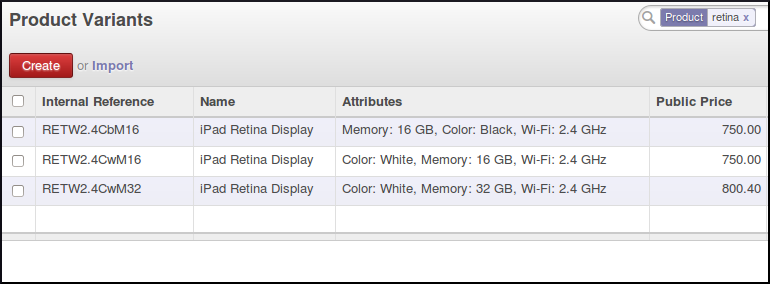 Product Variants
Product retina x
Create or Import
Internal Reference Name Attributes Public Price
RETW2.4CbM16 iPad Retina Display Memory: 16 GB, Color: Black, Wi-Fi: 2.4 GHz 750.00
RETW2.4CwM16 iPad Retina Display Color: White, Memory: 16 GB, Wi-Fi: 2.4 GHz 750.00
RETW2.4CwM32 iPad Retina Display Color: White, Memory: 32 GB, Wi-Fi: 2.4 GHz 800.40